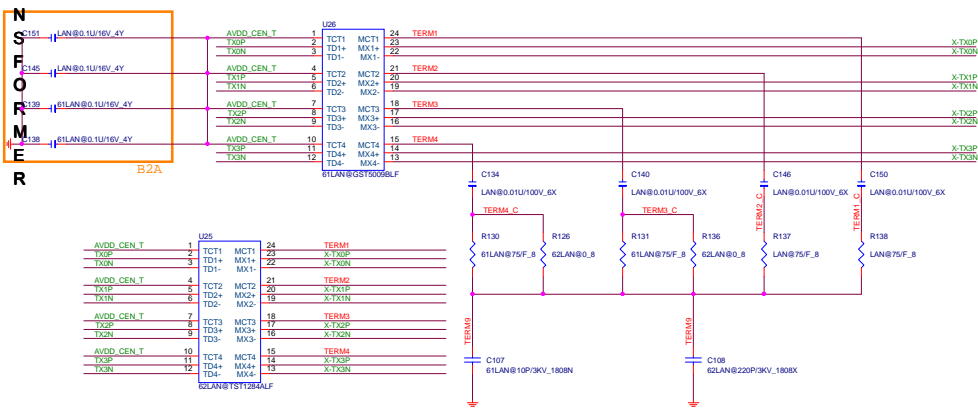 N
S
F
O
R
M
E
R
C151
LAN@0.1U/16V_4Y
C145
LAN@0.1U/16V_4Y
C139
61LAN@0.1U/16V_4Y
C138
61LAN@0.1U/16V_4Y
B2A
U26
AVDD_CEN_T 1 TCT1 MCT1 24 TERM1
TX0P 2 TD1+ MX1+ 23 X-TX0P
TX0N 3 TD1- MX1- 22 X-TX0N
AVDD_CEN_T 4 TCT2 MCT2 21 TERM2
TX1P 5 TD2+ MX2+ 20 X-TX1P
TX1N 6 TD2- MX2- 19 X-TX1N
AVDD_CEN_T 7 TCT3 MCT3 18 TERM3
TX2P 8 TD3+ MX3+ 17 X-TX2P
TX2N 9 TD3- MX3- 16 X-TX2N
AVDD_CEN_T 10 TCT4 MCT4 15 TERM4
TX3P 11 TD4+ MX4+ 14 X-TX3P
TX3N 12 TD4- MX4- 13 X-TX3N
61LAN@GST5009BLF
C134
LAN@0.01U/100V_6X
C140
LAN@0.01U/100V_6X
C146
LAN@0.01U/100V_6X
C150
LAN@0.01U/100V_6X
TERM4_C
TERM3_C
TERM2_C
TERM1_C
R130
61LAN@75/F_8
R126
62LAN@0_8
R131
61LAN@75/F_8
R136
62LAN@0_8
R137
LAN@75/F_8
R138
LAN@75/F_8
U25
AVDD_CEN_T 1 TCT1 MCT1 24 TERM1
TX0P 2 TD1+ MX1+ 23 X-TX0P
TX0N 3 TD1- MX1- 22 X-TX0N
AVDD_CEN_T 4 TCT2 MCT2 21 TERM2
TX1P 5 TD2+ MX2+ 20 X-TX1P
TX1N 6 TD2- MX2- 19 X-TX1N
AVDD_CEN_T 7 TCT3 MCT3 18 TERM3
TX2P 8 TD3+ MX3+ 17 X-TX2P
TX2N 9 TD3- MX3- 16 X-TX2N
AVDD_CEN_T 10 TCT4 MCT4 15 TERM4
TX3P 11 TD4+ MX4+ 14 X-TX3P
TX3N 12 TD4- MX4- 13 X-TX3N
62LAN@TST1284ALF
TERM9
C107
61LAN@10P/3KV_1808N
TERM9
C108
62LAN@220P/3KV_1808X